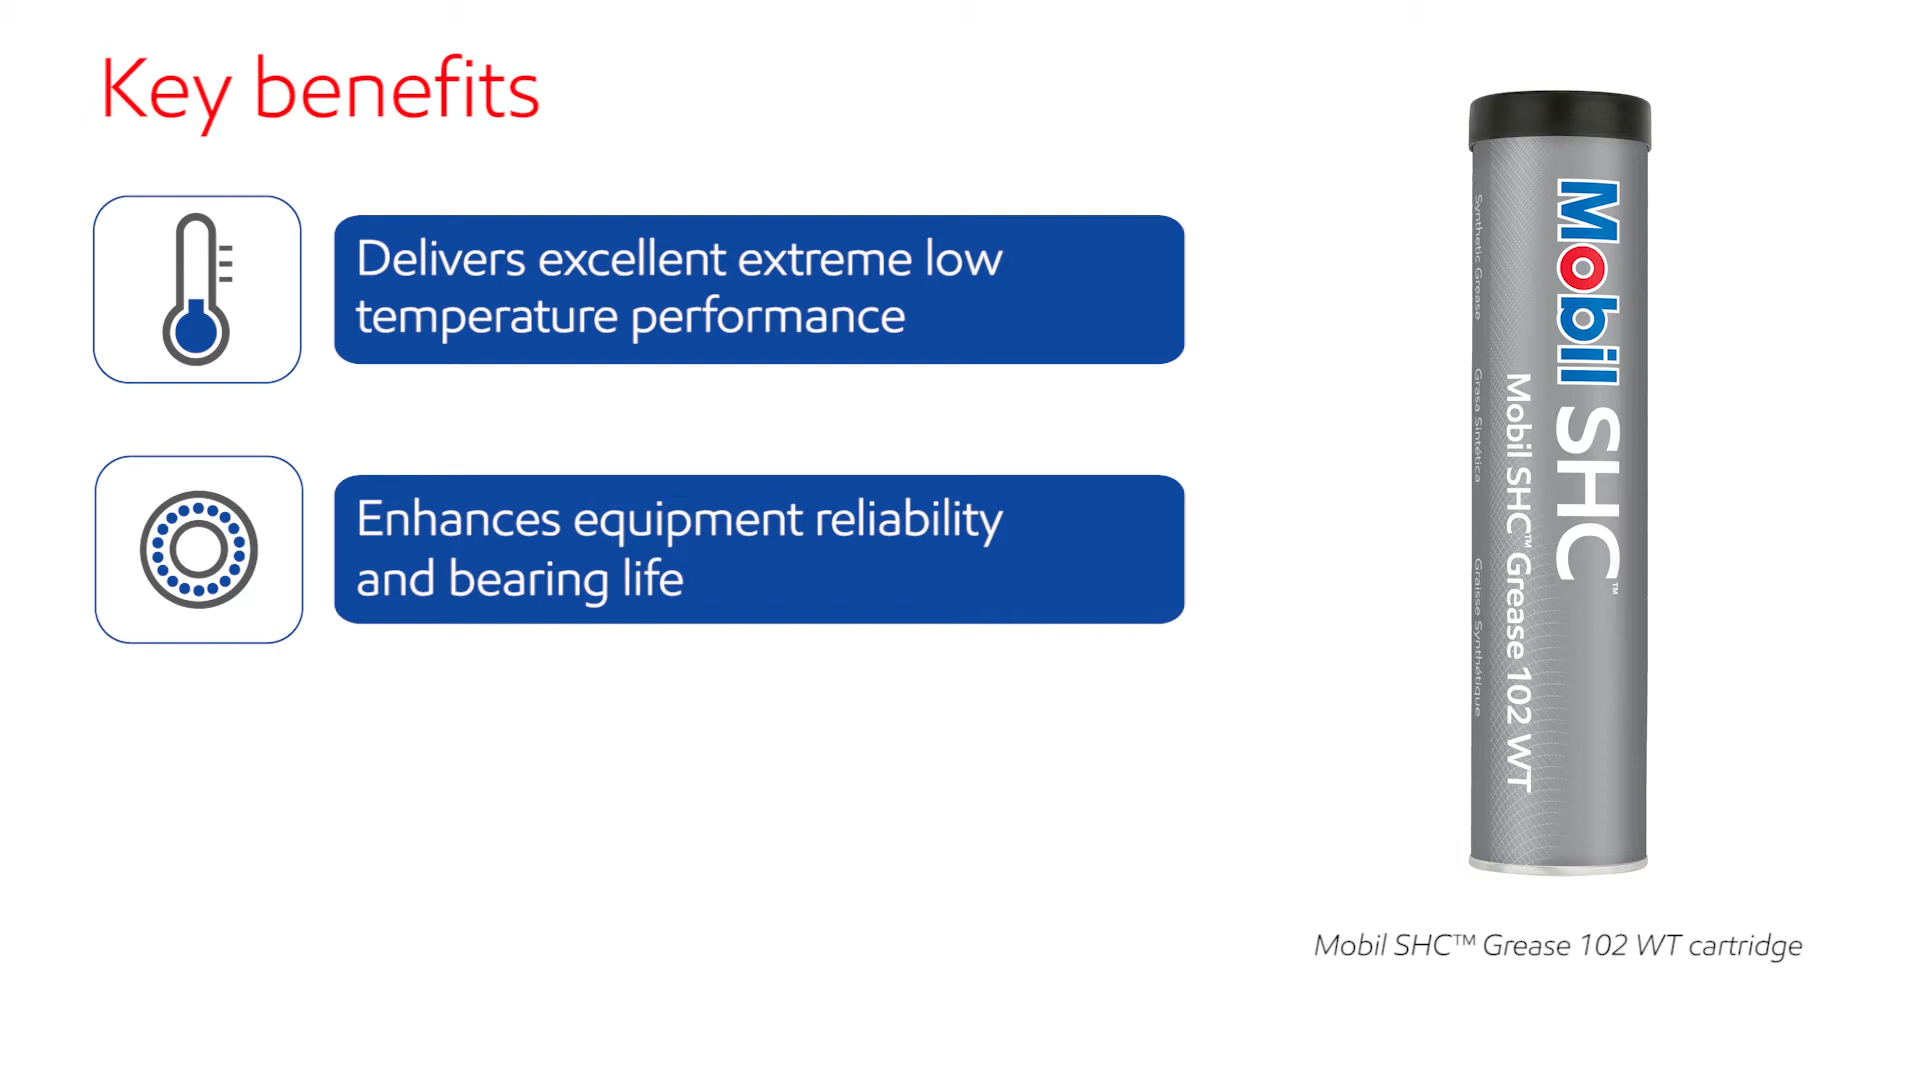 Key benefits
Delivers excellent extreme low
temperature performance
Enhances equipment reliability
and bearing life
Mobil SHC™
Mobil SHC™ Grease 102 WT
Synthetic Grease Grasa Sintética Graisse Synthétique
Mobil SHC™ Grease 102 WT cartridge